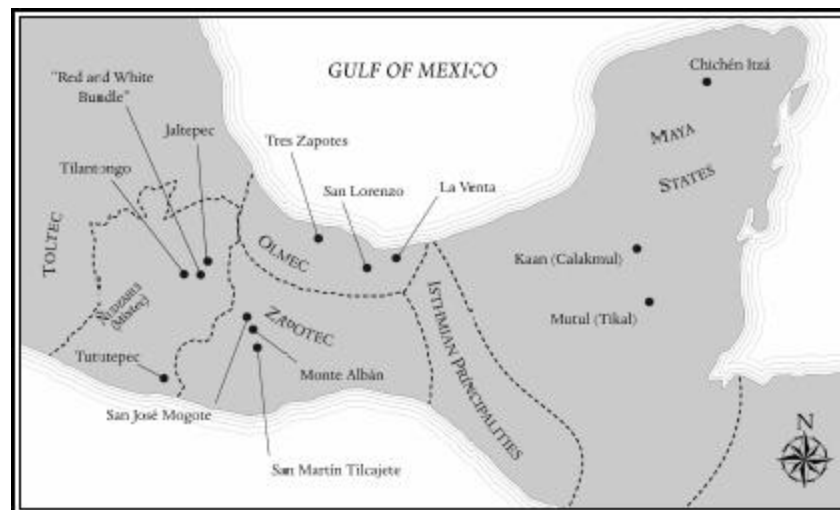 GULF OF MEXICO
Chichén Itzá
"Red and White
Bundle"
Jaltepec
Tres Zapotes
MAYA
STATES
Tilantongo
San Lorenzo
La Venta
TOLTEC
OLMEC
Kaan (Calakmul)
ISTHMIAN PRINCIPALITIES
(Mixtec)
ZAPOTEC
Mutul (Tikal)
Tututepec
Monte Albán
San José Mogote
N
San Martín Tilcajete